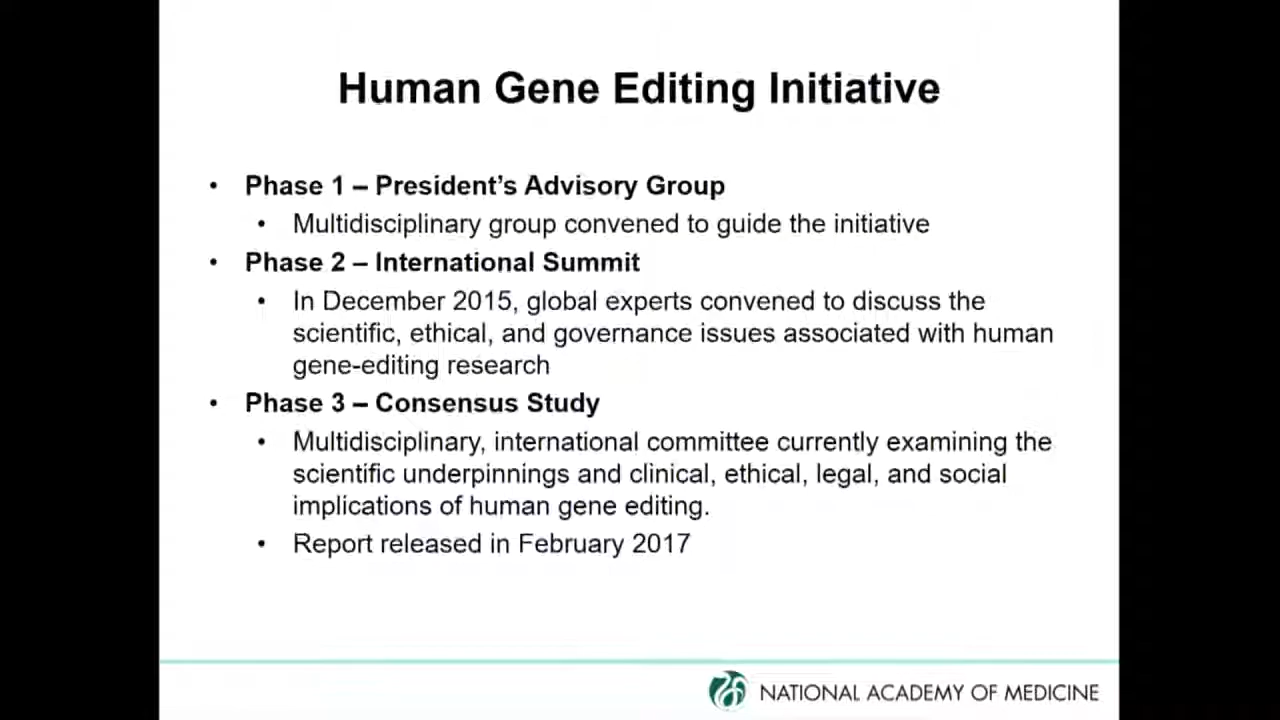 Human Gene Editing Initiative
• Phase 1 – President’s Advisory Group
• Multidisciplinary group convened to guide the initiative
• Phase 2 – International Summit
• In December 2015, global experts convened to discuss the
scientific, ethical, and governance issues associated with human
gene-editing research
• Phase 3 – Consensus Study
• Multidisciplinary, international committee currently examining the
scientific underpinnings and clinical, ethical, legal, and social
implications of human gene editing.
• Report released in February 2017
NATIONAL ACADEMY OF MEDICINE